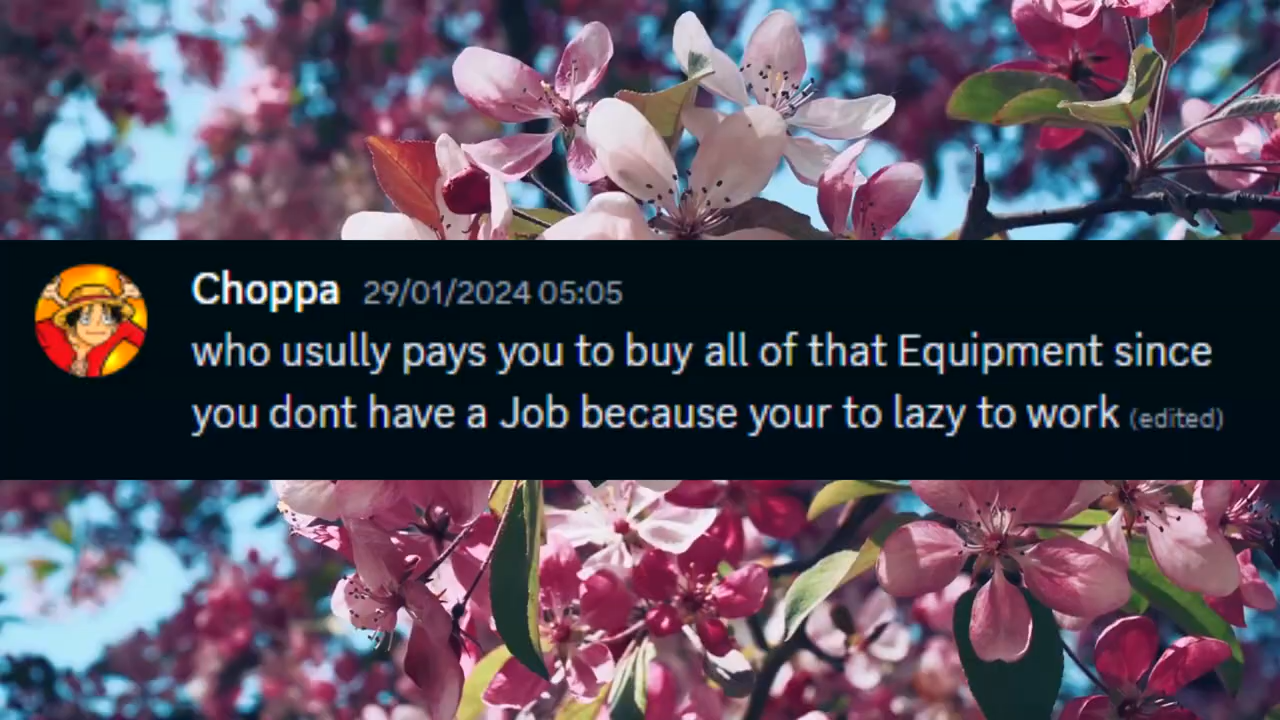 Choppa 29/01/2024 05:05
who usully pays you to buy all of that Equipment since
you dont have a Job because your to lazy to work (edited)